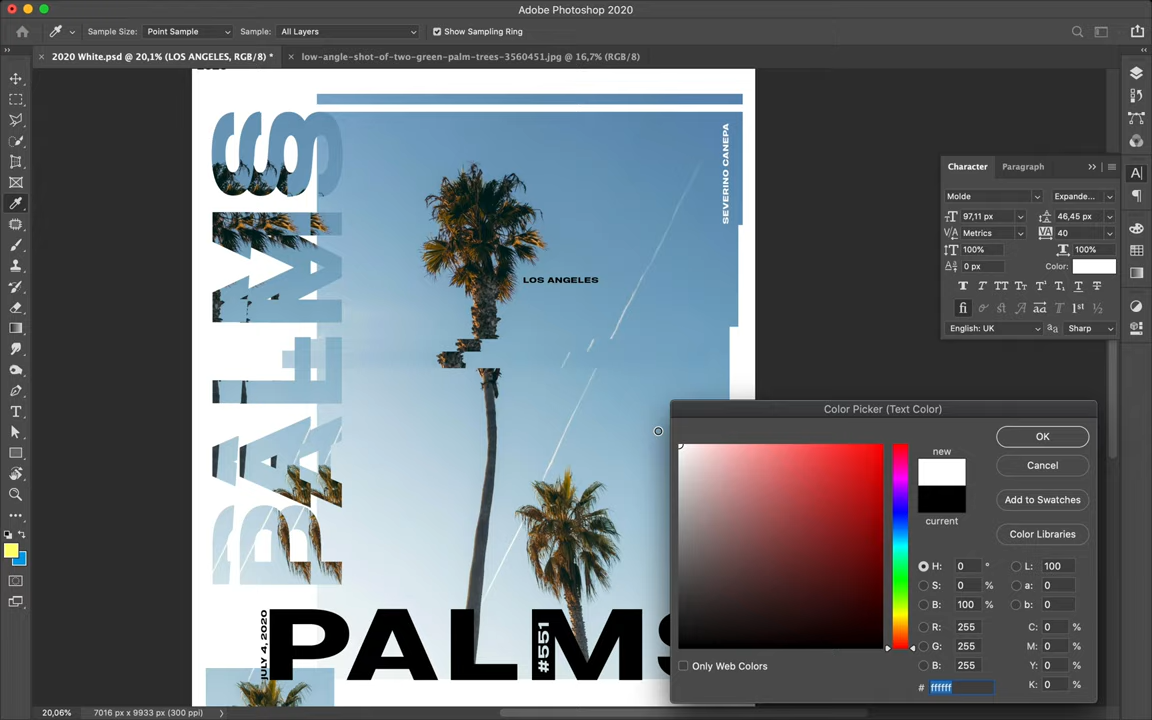 Adobe Photoshop 2020
Sample Size: Point Sample Sample: All Layers Show Sampling Ring
2020 White.psd @ 20,1% (LOS ANGELES, RGB/8) * low-angle-shot-of-two-green-palm-trees-3560451.jpg @ 16,7% (RGB/8)
2020
PALMS
SEVERINO CANEPA
LOS ANGELES
JULY 4, 2020
PALMS
#551
Character Paragraph
Molde Expande...
97,11 px 46,45 px
Metrics 40
100% 100%
0 px Color:
English: UK Sharp
Color Picker (Text Color)
OK
new
Cancel
Add to Swatches
current
Color Libraries
H: 0 ° L: 100
S: 0 % a: 0
B: 100 % b: 0
R: 255 C: 0 %
G: 255 M: 0 %
B: 255 Y: 0 %
Only Web Colors
# ffffff K: 0 %
20,06% 7016 px x 9933 px (300 ppi)